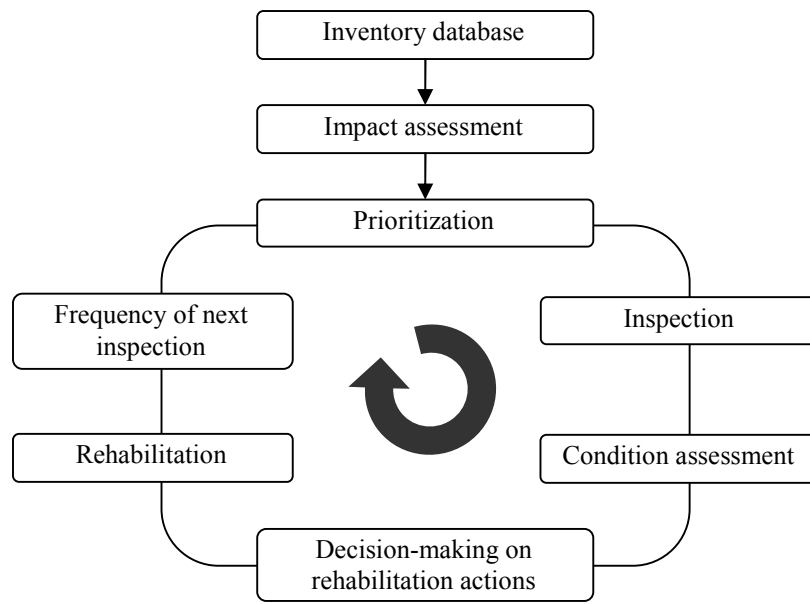 Inventory database
Impact assessment
Prioritization
Frequency of next
inspection
Inspection
Rehabilitation
Condition assessment
Decision-making on
rehabilitation actions